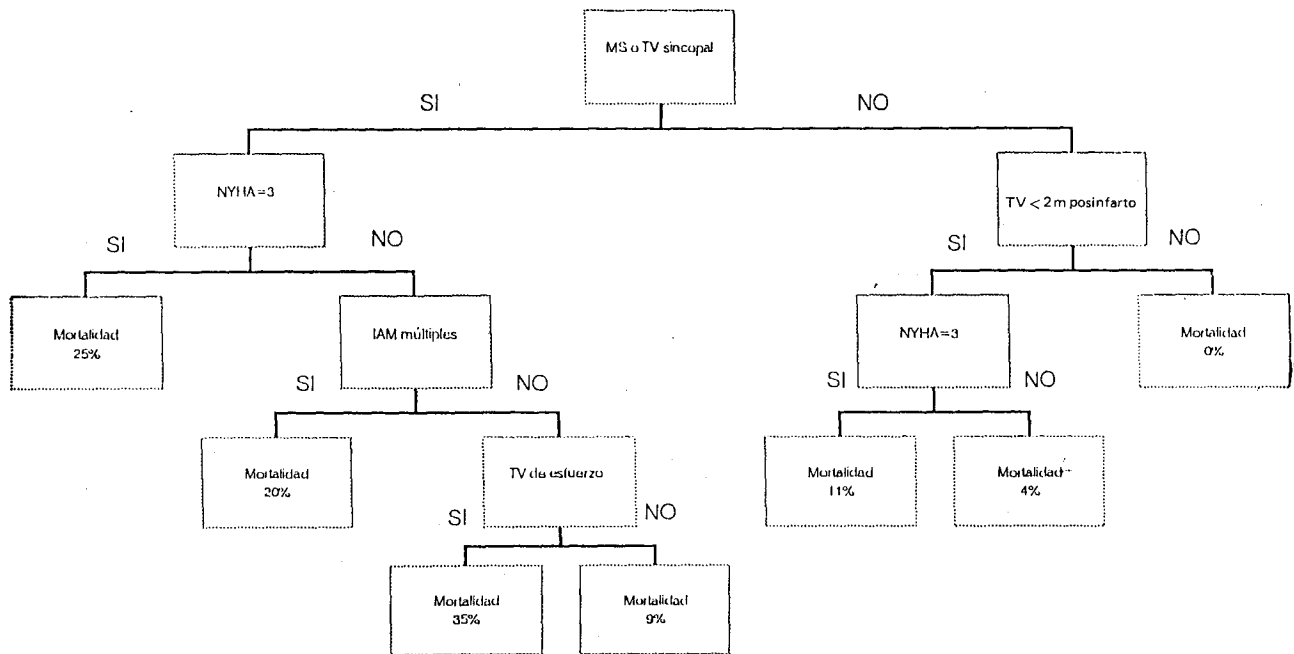 MS o TV sincopal
SI
NO
NYHA=3
TV < 2m posinfarto
SI
NO
SI
NO
Mortalidad
25%
IAM múltiples
NYHA=3
Mortalidad
0%
SI
NO
SI
NO
Mortalidad
20%
TV de esfuerzo
Mortalidad
11%
Mortalidad
4%
SI
NO
Mortalidad
35%
Mortalidad
9%